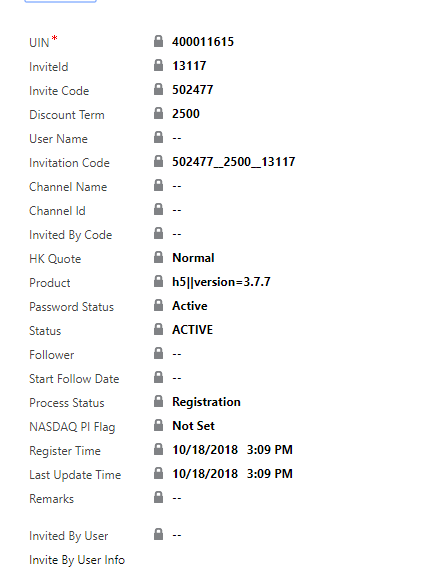 UIN* 400011615
InviteId 13117
Invite Code 502477
Discount Term 2500
User Name --
Invitation Code 502477__2500__13117
Channel Name --
Channel Id --
Invited By Code --
HK Quote Normal
Product h5||version=3.7.7
Password Status Active
Status ACTIVE
Follower --
Start Follow Date --
Process Status Registration
NASDAQ PI Flag Not Set
Register Time 10/18/2018 3:09 PM
Last Update Time 10/18/2018 3:09 PM
Remarks --
Invited By User --
Invite By User Info